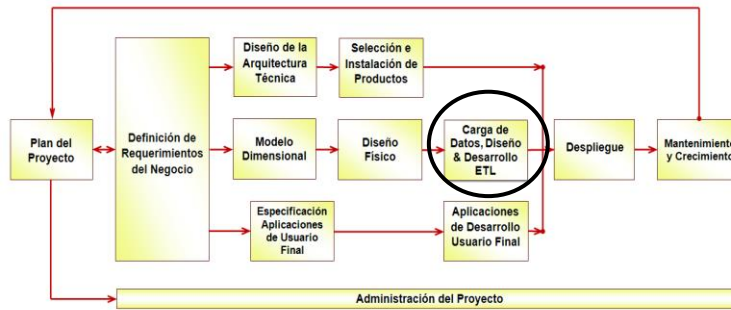 Diseño de la
Arquitectura
Técnica
Selección e
Instalación de
Productos
Plan del
Proyecto
Definición de
Requerimientos
del Negocio
Modelo
Dimensional
Diseño
Físico
Carga de
Datos, Diseño
& Desarrollo
ETL
Despliegue
Mantenimiento
y Crecimiento
Especificación
Aplicaciones
de Usuario
Final
Aplicaciones
de Desarrollo
Usuario Final
Administración del Proyecto